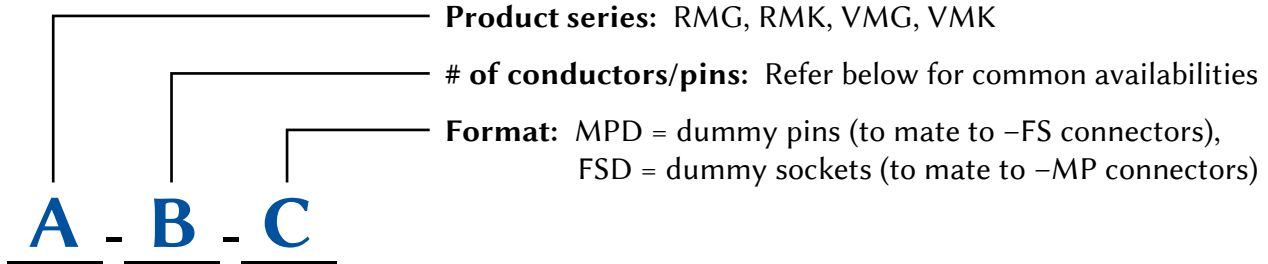 Product series: RMG, RMK, VMG, VMK
# of conductors/pins: Refer below for common availabilities
Format: MPD = dummy pins (to mate to –FS connectors),
FSD = dummy sockets (to mate to –MP connectors)
A - B - C